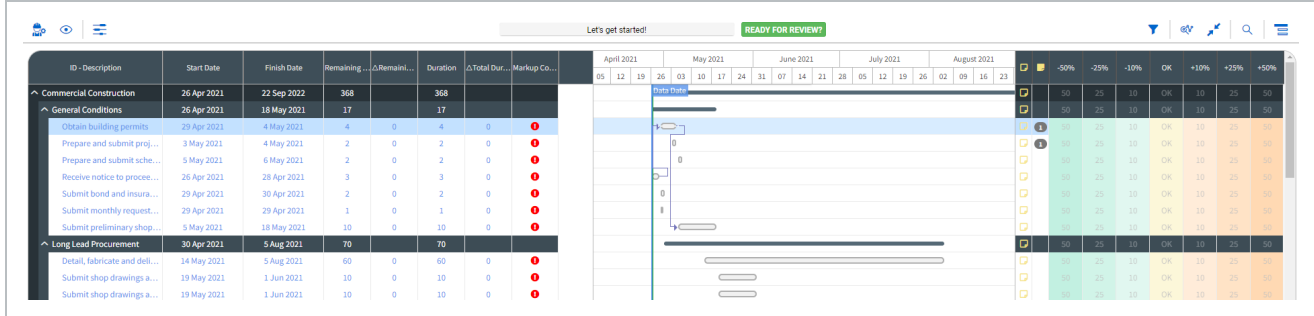 Let's get started! READY FOR REVIEW?
ID - Description Start Date Finish Date Remaining ... △Remaini... Duration △Total Dur... Markup Co... April 2021 May 2021 June 2021 July 2021 August 2021 -50% -25% -10% OK +10% +25% +50%
05 12 19 26 03 10 17 24 31 07 14 21 28 05 12 19 26 02 09 16 23
Commercial Construction 26 Apr 2021 22 Sep 2022 368 368 Data Date 50 25 10 OK 10 25 50
General Conditions 26 Apr 2021 18 May 2021 17 17 50 25 10 OK 10 25 50
Obtain building permits 29 Apr 2021 4 May 2021 4 0 4 0 1 50 25 10 OK 10 25 50
Prepare and submit proj... 3 May 2021 4 May 2021 2 0 2 0 1 50 25 10 OK 10 25 50
Prepare and submit sche... 5 May 2021 6 May 2021 2 0 2 0 50 25 10 OK 10 25 50
Receive notice to procee... 26 Apr 2021 28 Apr 2021 3 0 3 0 50 25 10 OK 10 25 50
Submit bond and insura... 29 Apr 2021 30 Apr 2021 2 0 2 0 50 25 10 OK 10 25 50
Submit monthly request... 29 Apr 2021 29 Apr 2021 1 0 1 0 50 25 10 OK 10 25 50
Submit preliminary shop... 5 May 2021 18 May 2021 10 0 10 0 50 25 10 OK 10 25 50
Long Lead Procurement 30 Apr 2021 5 Aug 2021 70 70 50 25 10 OK 10 25 50
Detail, fabricate and deli... 14 May 2021 5 Aug 2021 60 0 60 0 50 25 10 OK 10 25 50
Submit shop drawings a... 19 May 2021 1 Jun 2021 10 0 10 0 50 25 10 OK 10 25 50
Submit shop drawings a... 19 May 2021 1 Jun 2021 10 0 10 0 50 25 10 OK 10 25 50